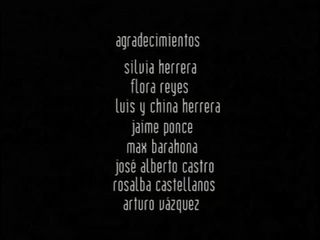 agradecimientos
silvia herrera
flora reyes
luis y china herrera
jaime ponce
max barahona
josé alberto castro
rosalba castellanos
arturo vázquez